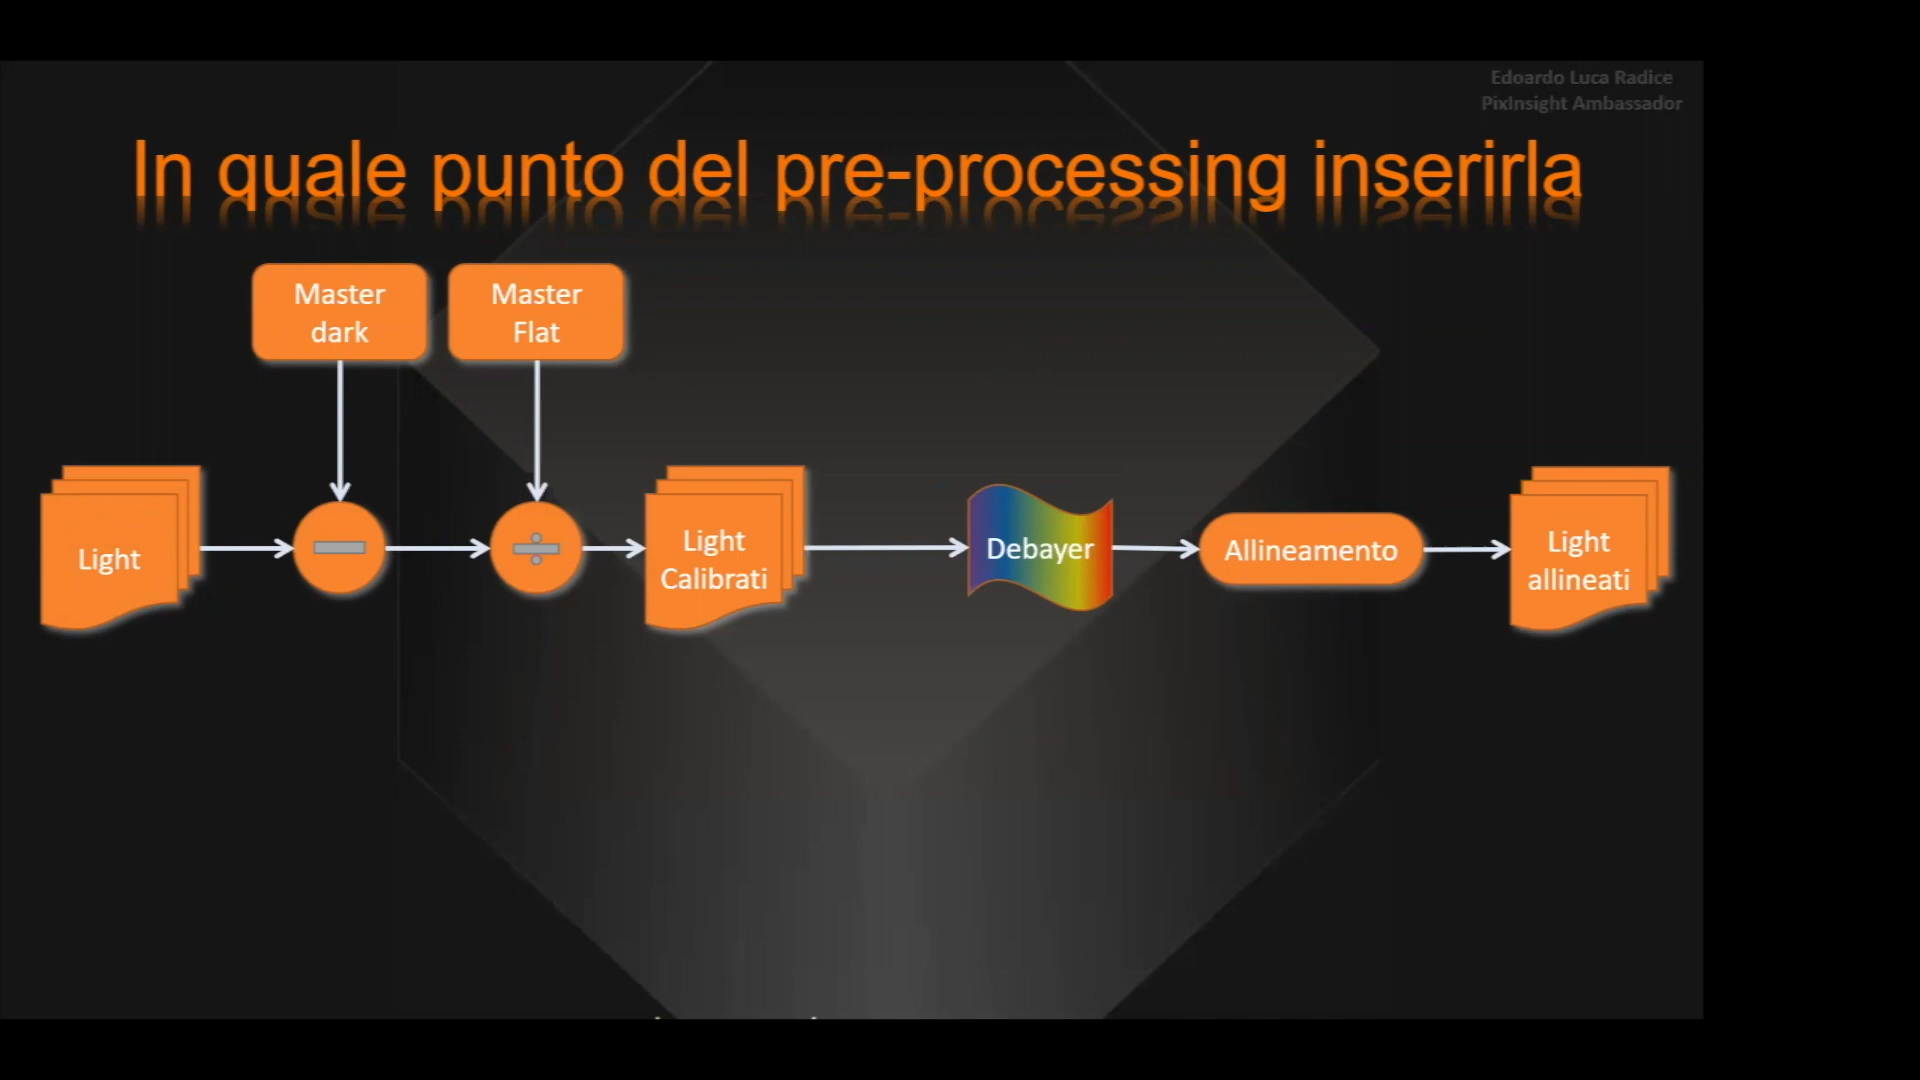 Edoardo Luca Radice
PixInsight Ambassador
In quale punto del pre-processing inserirla
Master
dark
Master
Flat
Light
Light
Calibrati
Debayer
Allineamento
Light
allineati